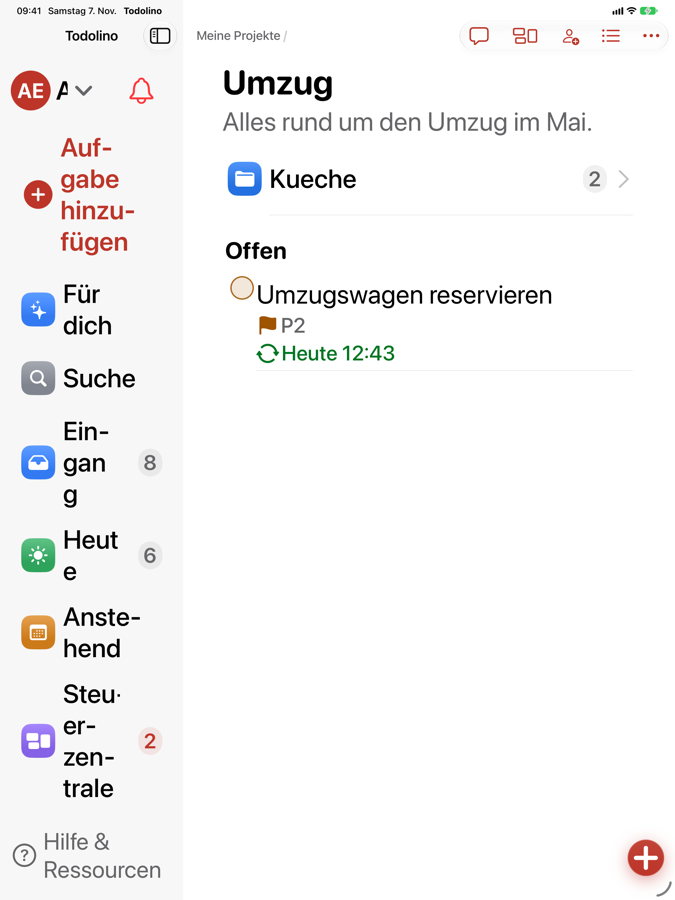 09:41 Samstag 7. Nov. Todolino
Todolino
Meine Projekte /
AE
Auf-
gabe
hinzu-
fügen
Für
dich
Suche
Ein-
gan
g
8
Heut
e
6
Anste-
hend
Steu
er-
zen-
trale
2
Hilfe &
Ressourcen
Umzug
Alles rund um den Umzug im Mai.
Kueche 2
Offen
Umzugswagen reservieren
P2
Heute 12:43